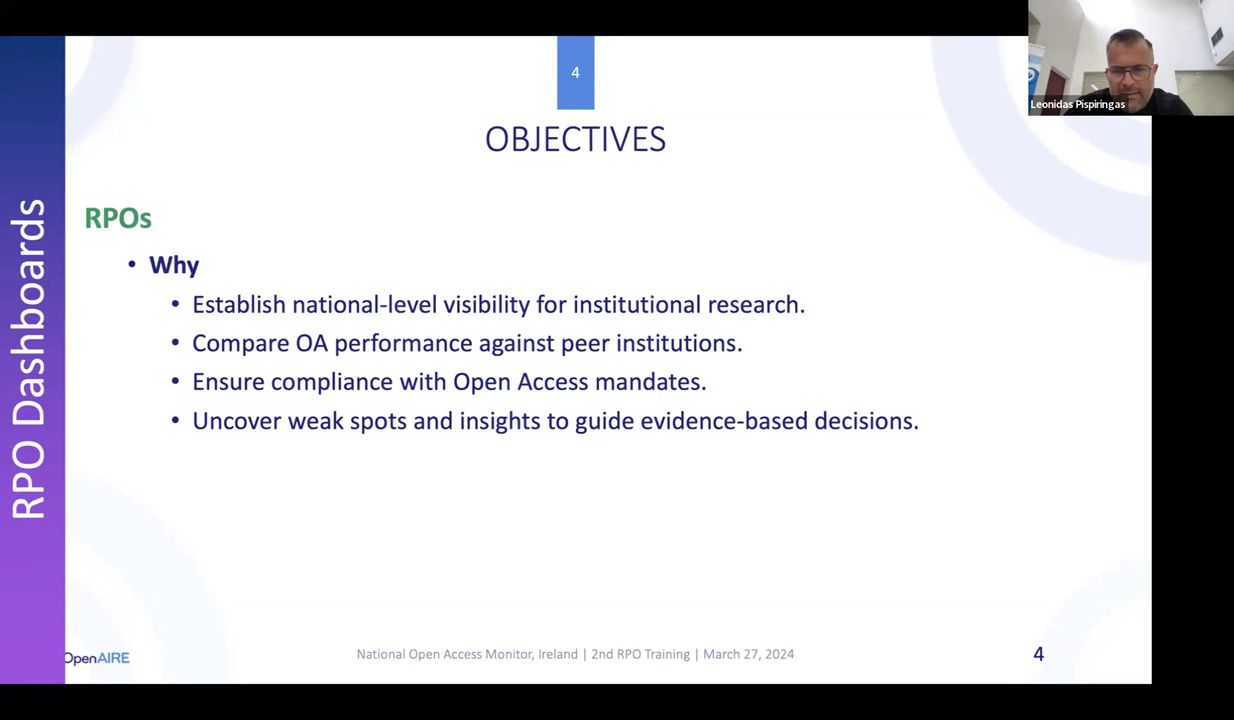 4
Leonidas Pispiringas
OBJECTIVES
RPO Dashboards
RPOs
• Why
• Establish national-level visibility for institutional research.
• Compare OA performance against peer institutions.
• Ensure compliance with Open Access mandates.
• Uncover weak spots and insights to guide evidence-based decisions.
OpenAIRE
National Open Access Monitor, Ireland | 2nd RPO Training | March 27, 2024
4